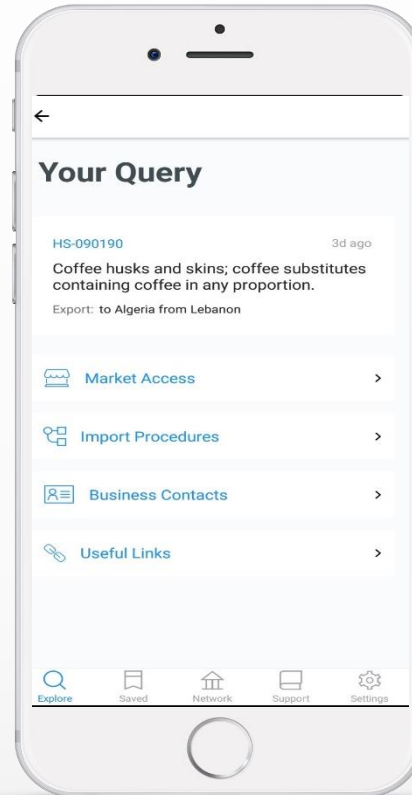 Your Query
HS-090190 3d ago
Coffee husks and skins; coffee substitutes
containing coffee in any proportion.
Export: to Algeria from Lebanon
Market Access
Import Procedures
Business Contacts
Useful Links
Explore Saved Network Support Settings